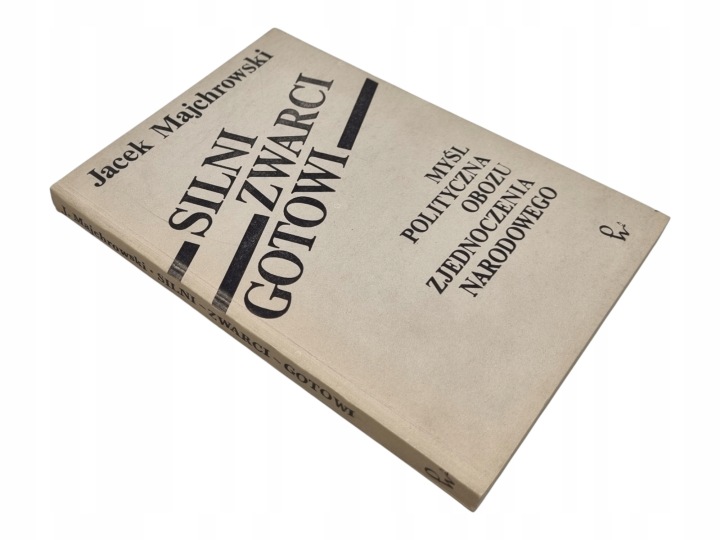 Jacek Majchrowski
SILNI
ZWARCI
GOTOWI
MYŚL
POLITYCZNA
OBOZU
ZJEDNOCZENIA
NARODOWEGO
J. Majchrowski · SILNI – ZWARCI – GOTOWI